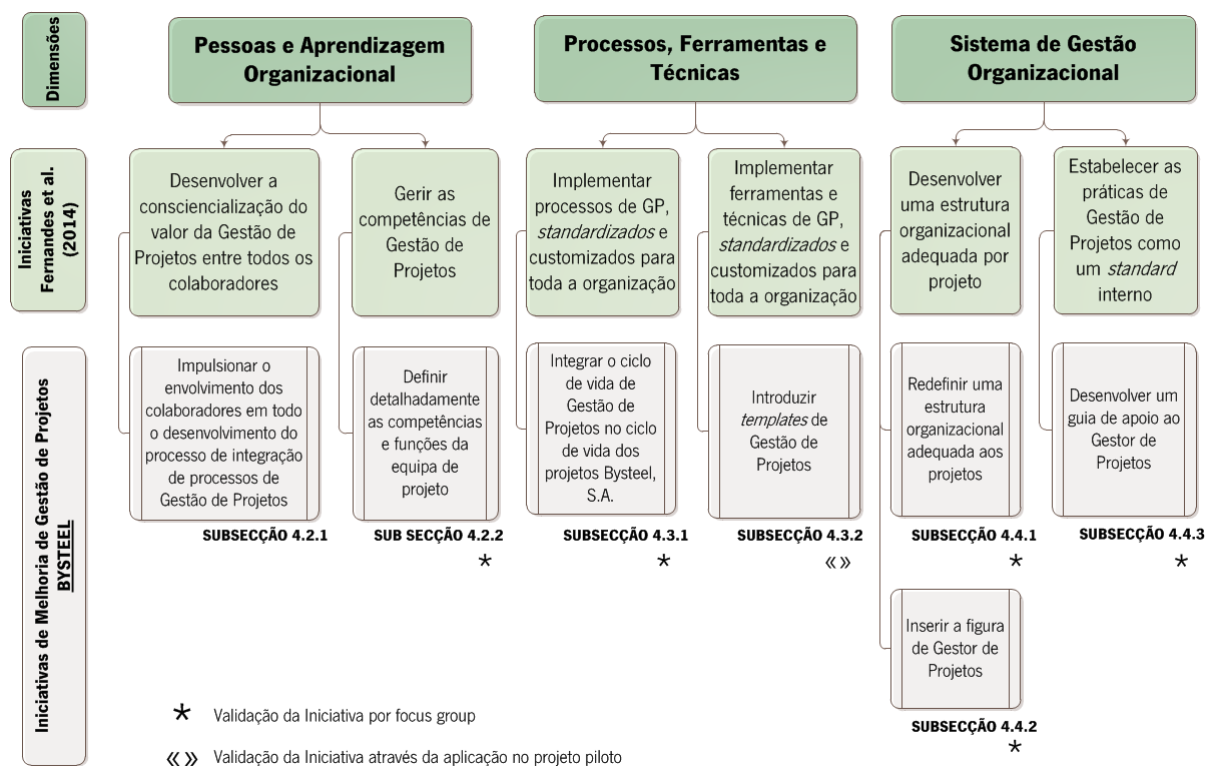 Dimensões
Pessoas e Aprendizagem
Organizacional
Processos, Ferramentas e
Técnicas
Sistema de Gestão
Organizacional
Iniciativas
Fernandes et al.
(2014)
Desenvolver a
consciencialização do
valor da Gestão de
Projetos entre todos os
colaboradores
Gerir as
competências de
Gestão de
Projetos
Implementar
processos de GP,
standardizados e
customizados para
toda a organização
Implementar
ferramentas e
técnicas de GP,
standardizados e
customizados para
toda a organização
Desenvolver
uma estrutura
organizacional
adequada por
projeto
Estabelecer as
práticas de
Gestão de
Projetos como
um standard
interno
Iniciativas de Melhoria de Gestão de Projetos
BYSTEEL
Impulsionar o
envolvimento dos
colaboradores em todo
o desenvolvimento do
processo de integração
de processos de
Gestão de Projetos
SUBSECÇÃO 4.2.1
Definir
detalhadamente
as competências
e funções da
equipa de
projeto
SUB SECÇÃO 4.2.2
*
Integrar o ciclo
de vida de
Gestão de
Projetos no ciclo
de vida dos
projetos Bysteel,
S.A.
SUBSECÇÃO 4.3.1
*
Introduzir
templates de
Gestão de
Projetos
SUBSECÇÃO 4.3.2
«»
Redefinir uma
estrutura
organizacional
adequada aos
projetos
SUBSECÇÃO 4.4.1
*
Desenvolver um
guia de apoio ao
Gestor de
Projetos
SUBSECÇÃO 4.4.3
*
Inserir a figura
de Gestor de
Projetos
SUBSECÇÃO 4.4.2
*
* Validação da Iniciativa por focus group
«» Validação da Iniciativa através da aplicação no projeto piloto